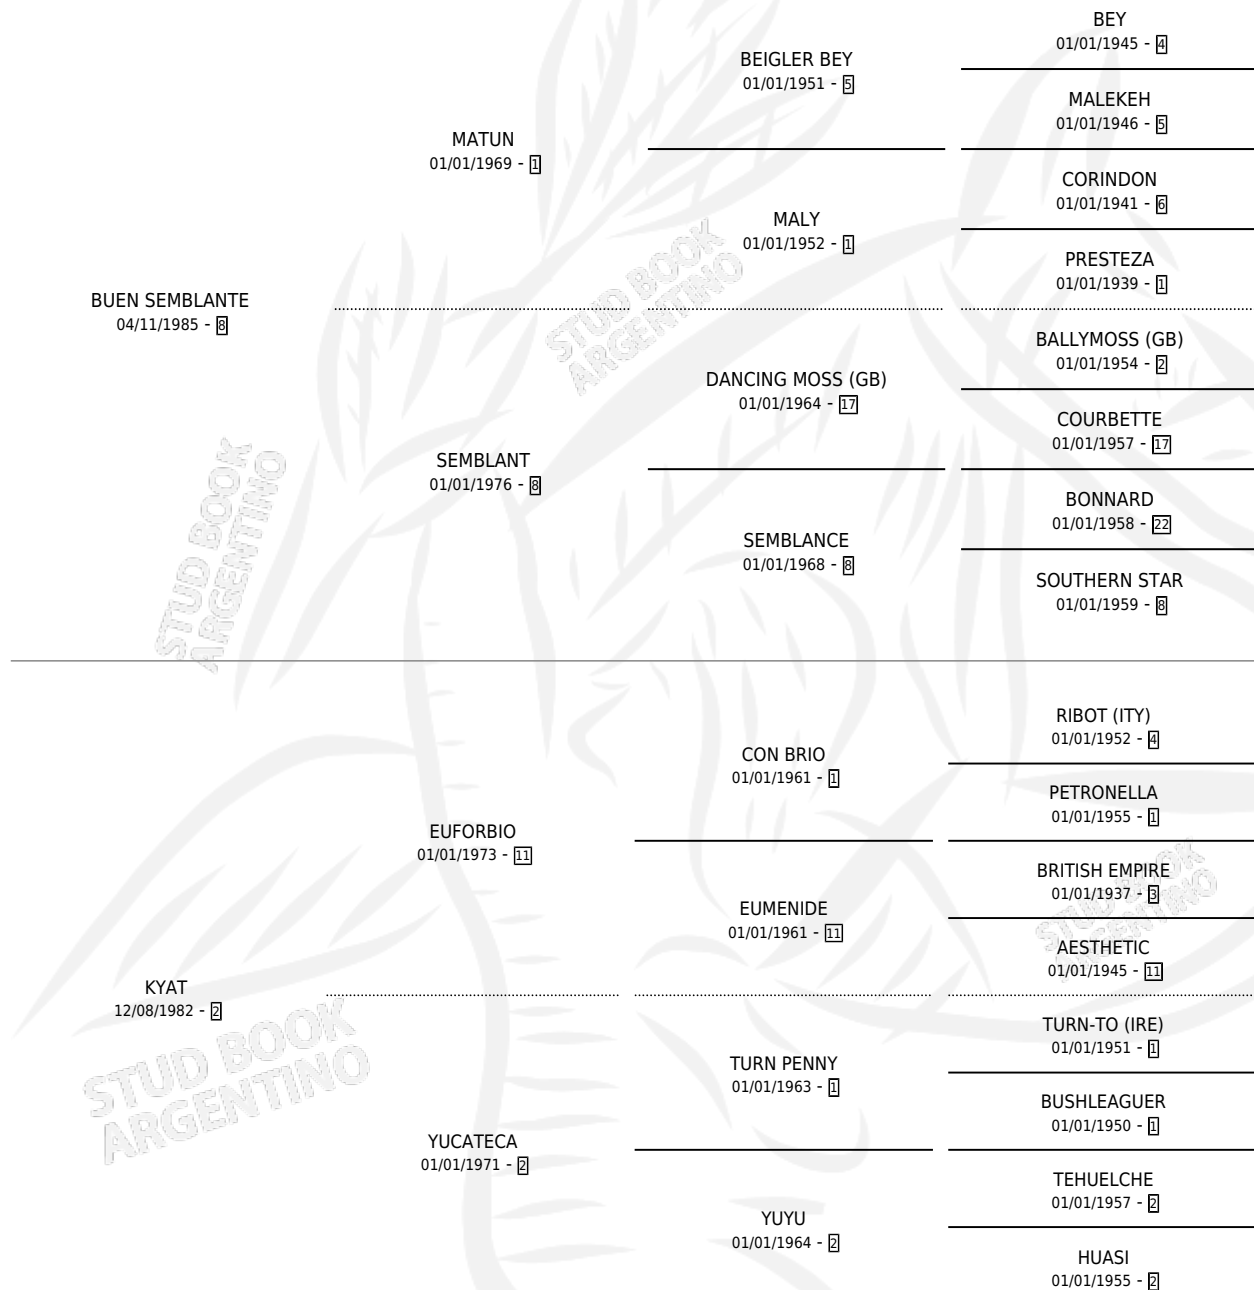 BUEN SEMBLANTE
04/11/1985 - 8
MATUN
01/01/1969 - 1
SEMBLANT
01/01/1976 - 8
BEIGLER BEY
01/01/1951 - 5
MALY
01/01/1952 - 1
DANCING MOSS (GB)
01/01/1964 - 17
SEMBLANCE
01/01/1968 - 8
BEY
01/01/1945 - 4
MALEKEH
01/01/1946 - 5
CORINDON
01/01/1941 - 6
PRESTEZA
01/01/1939 - 1
BALLYMOSS (GB)
01/01/1954 - 2
COURBETTE
01/01/1957 - 17
BONNARD
01/01/1958 - 22
SOUTHERN STAR
01/01/1959 - 8
KYAT
12/08/1982 - 2
EUFORBIO
01/01/1973 - 11
YUCATECA
01/01/1971 - 2
CON BRIO
01/01/1961 - 1
EUMENIDE
01/01/1961 - 11
TURN PENNY
01/01/1963 - 1
YUYU
01/01/1964 - 2
RIBOT (ITY)
01/01/1952 - 4
PETRONELLA
01/01/1955 - 1
BRITISH EMPIRE
01/01/1937 - 3
AESTHETIC
01/01/1945 - 11
TURN-TO (IRE)
01/01/1951 - 1
BUSHLEAGUER
01/01/1950 - 1
TEHUELCHE
01/01/1957 - 2
HUASI
01/01/1955 - 2
STUD BOOK
ARGENTINO
STUD BOOK
ARGENTINO
STUD BOOK
ARGENTINO
STUD BOOK
ARGENTINO